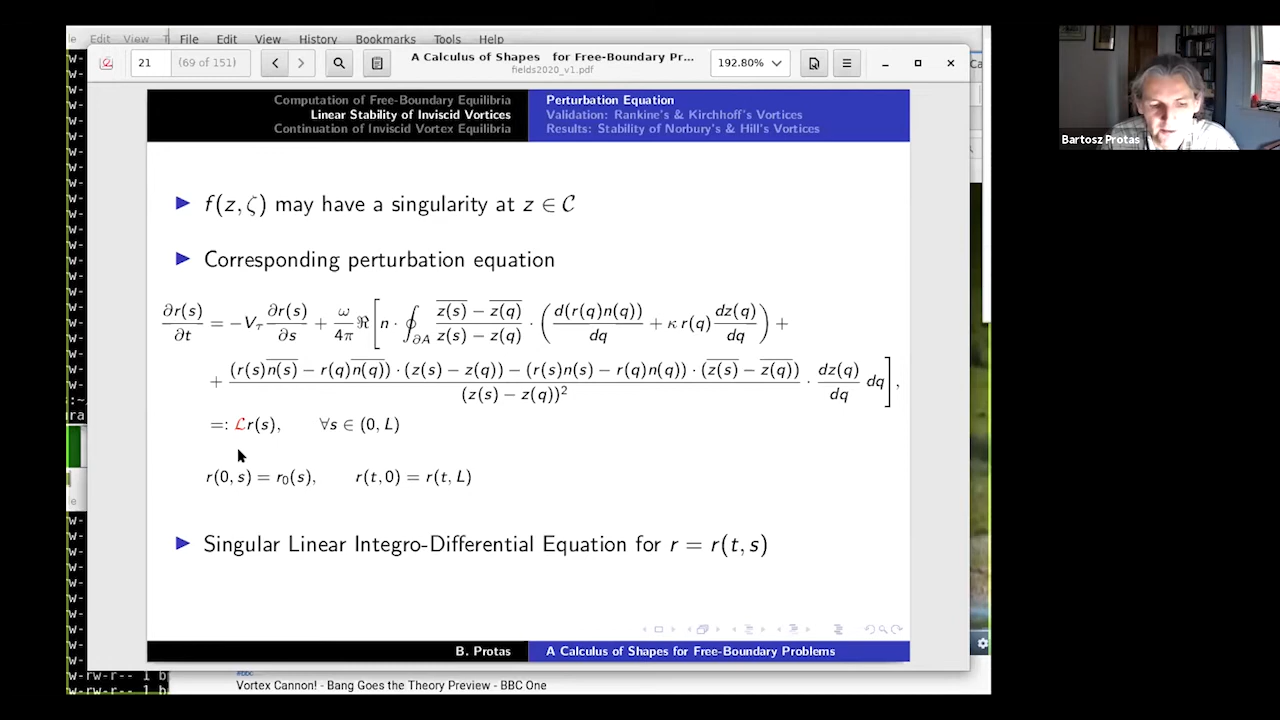 e Edit View T File Edit View History Bookmarks Tools Help
21 (69 of 151) A Calculus of Shapes for Free-Boundary Pr... 192.80%
fields2020_v1.pdf
Computation of Free-Boundary Equilibria
Linear Stability of Inviscid Vortices
Continuation of Inviscid Vortex Equilibria
Perturbation Equation
Validation: Rankine's & Kirchhoff's Vortices
Results: Stability of Norbury's & Hill's Vortices
Bartosz Protas
▶ f(z, ζ) may have a singularity at z ∈ 𝒞
▶ Corresponding perturbation equation
∂r(s)/∂t = −V_τ ∂r(s)/∂s + ω/4π ℜ[n · ∮_∂A (\overline{z(s)} − \overline{z(q)})/(z(s) − z(q)) · (d(r(q)n(q))/dq + κ r(q) dz(q)/dq) +
+ ((r(s)\overline{n(s)} − r(q)\overline{n(q)}) · (z(s) − z(q)) − (r(s)n(s) − r(q)n(q)) · (\overline{z(s)} − \overline{z(q)}))/(z(s) − z(q))² · dz(q)/dq dq],
=: ℒr(s), ∀s ∈ (0, L)
r(0, s) = r₀(s), r(t, 0) = r(t, L)
▶ Singular Linear Integro-Differential Equation for r = r(t, s)
B. Protas
A Calculus of Shapes for Free-Boundary Problems
Vortex Cannon! - Bang Goes the Theory Preview - BBC One